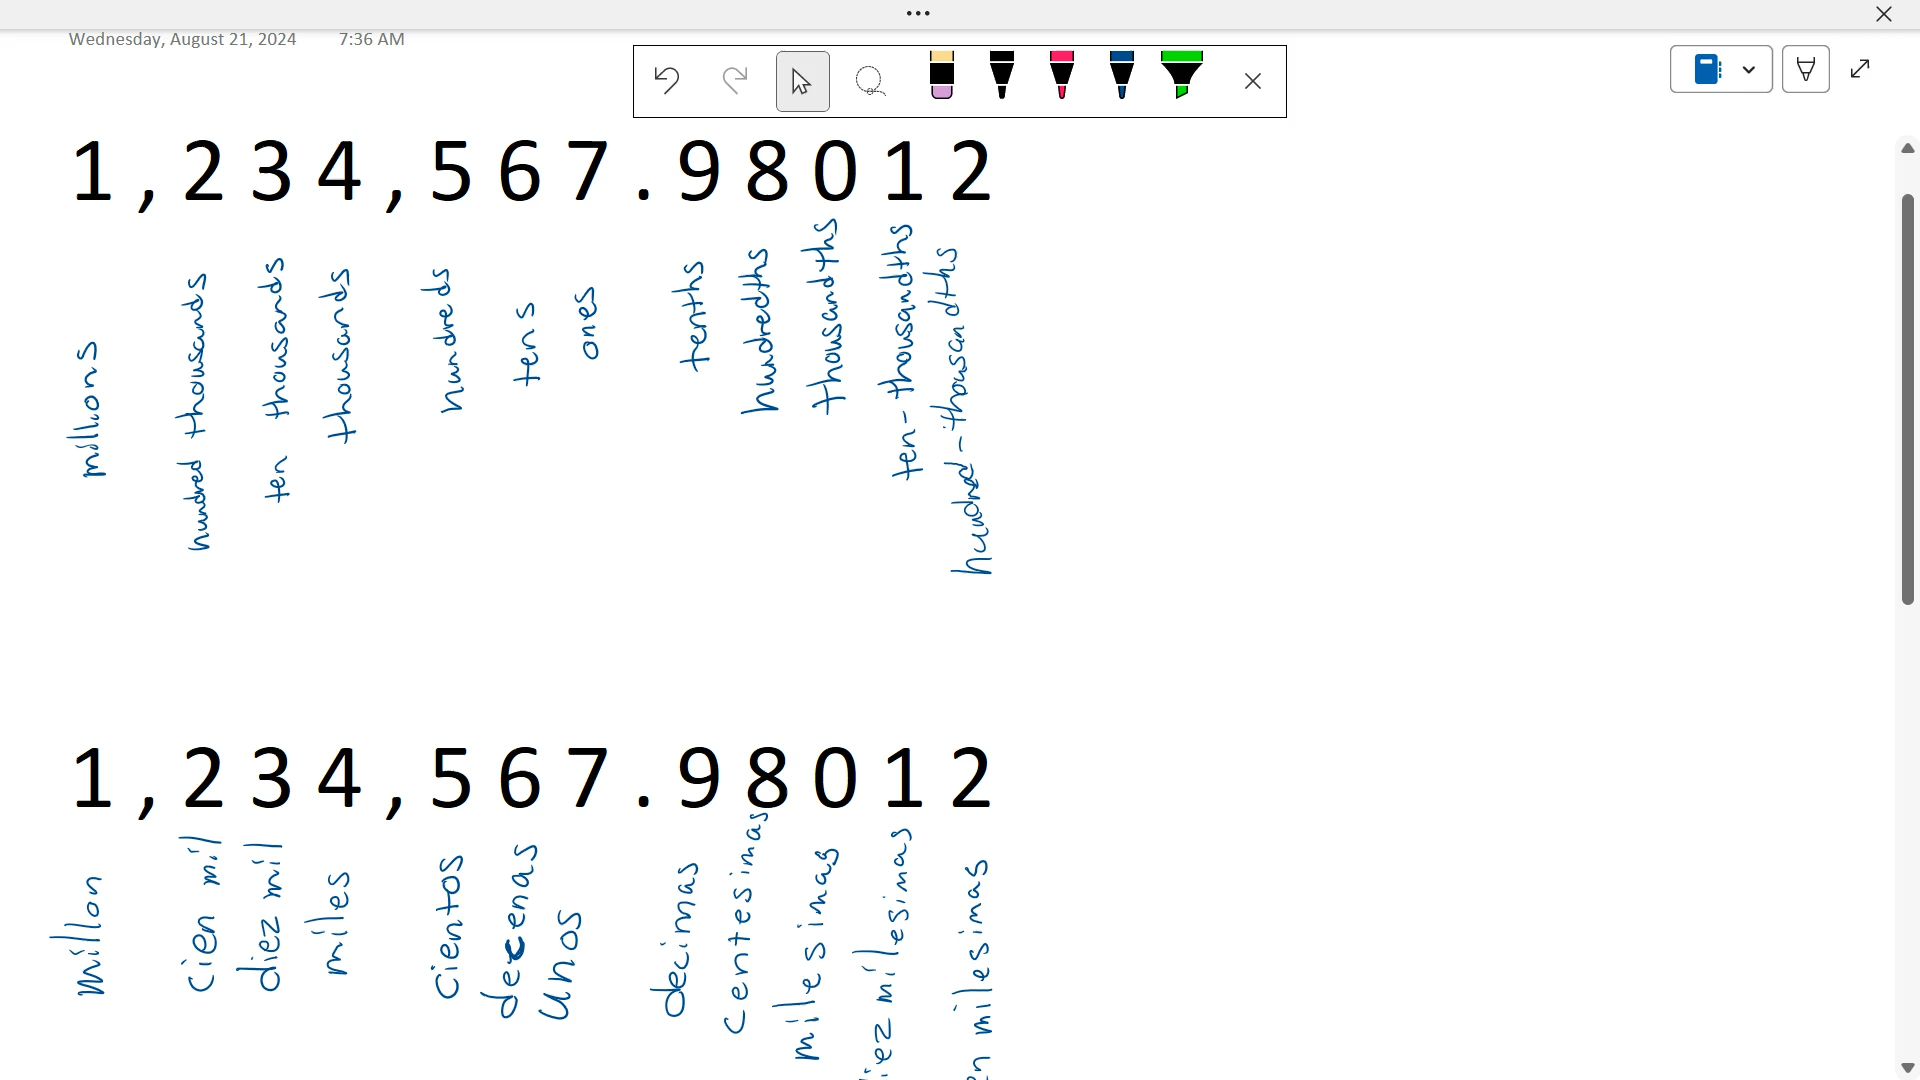 Wednesday, August 21, 2024 7:36 AM
1,234,567.98012
millions
hundred thousands
ten thousands
thousands
hundreds
tens
ones
tenths
hundredths
thousandths
ten-thousandths
hundred-thousandths
1,234,567.98012
millon
cien mil
diez mil
miles
cientos
decenas
unos
decimas
centesimas
milesimas
iez milesimas
en milesimas